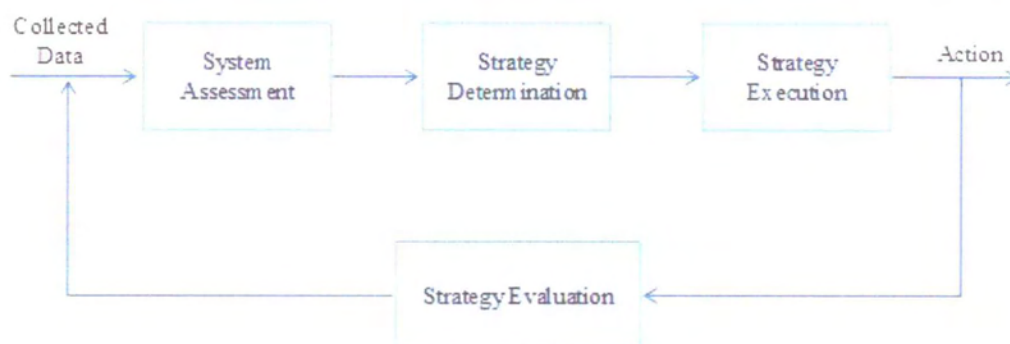 Collected
Data
System
Assessment
Strategy
Determination
Strategy
Execution
Action
Strategy Evaluation